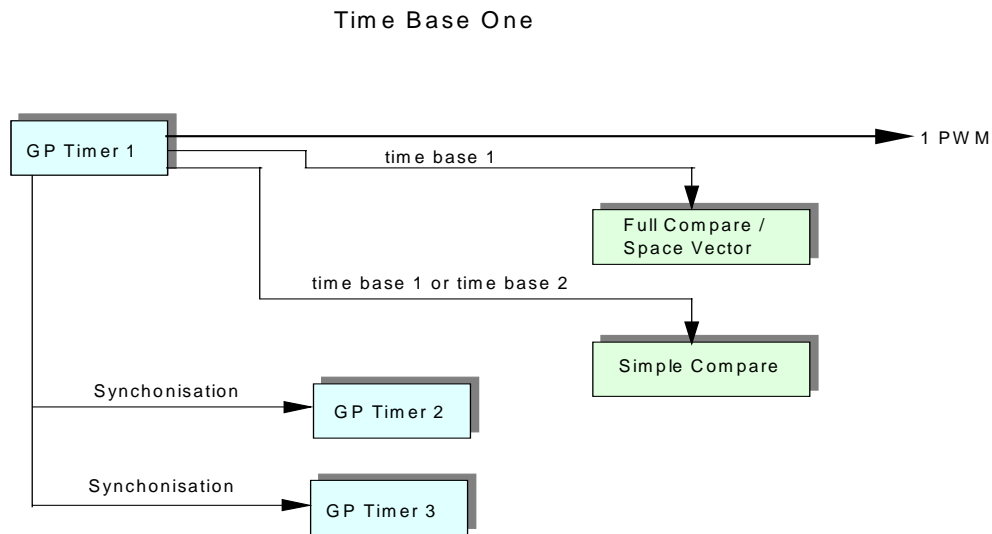 Time Base One
GP Timer 1
1 PWM
time base 1
Full Compare /
Space Vector
time base 1 or time base 2
Simple Compare
Synchonisation
GP Timer 2
Synchonisation
GP Timer 3